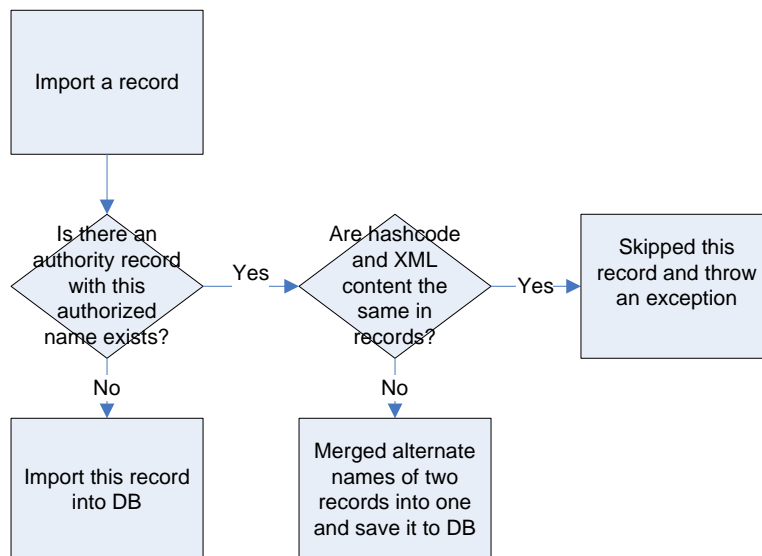 Import a record
Is there an
authority record
with this
authorized
name exists?
Yes
Are hashcode
and XML
content the
same in
records?
Yes
Skipped this
record and throw
an exception
No
No
Import this record
into DB
Merged alternate
names of two
records into one
and save it to DB